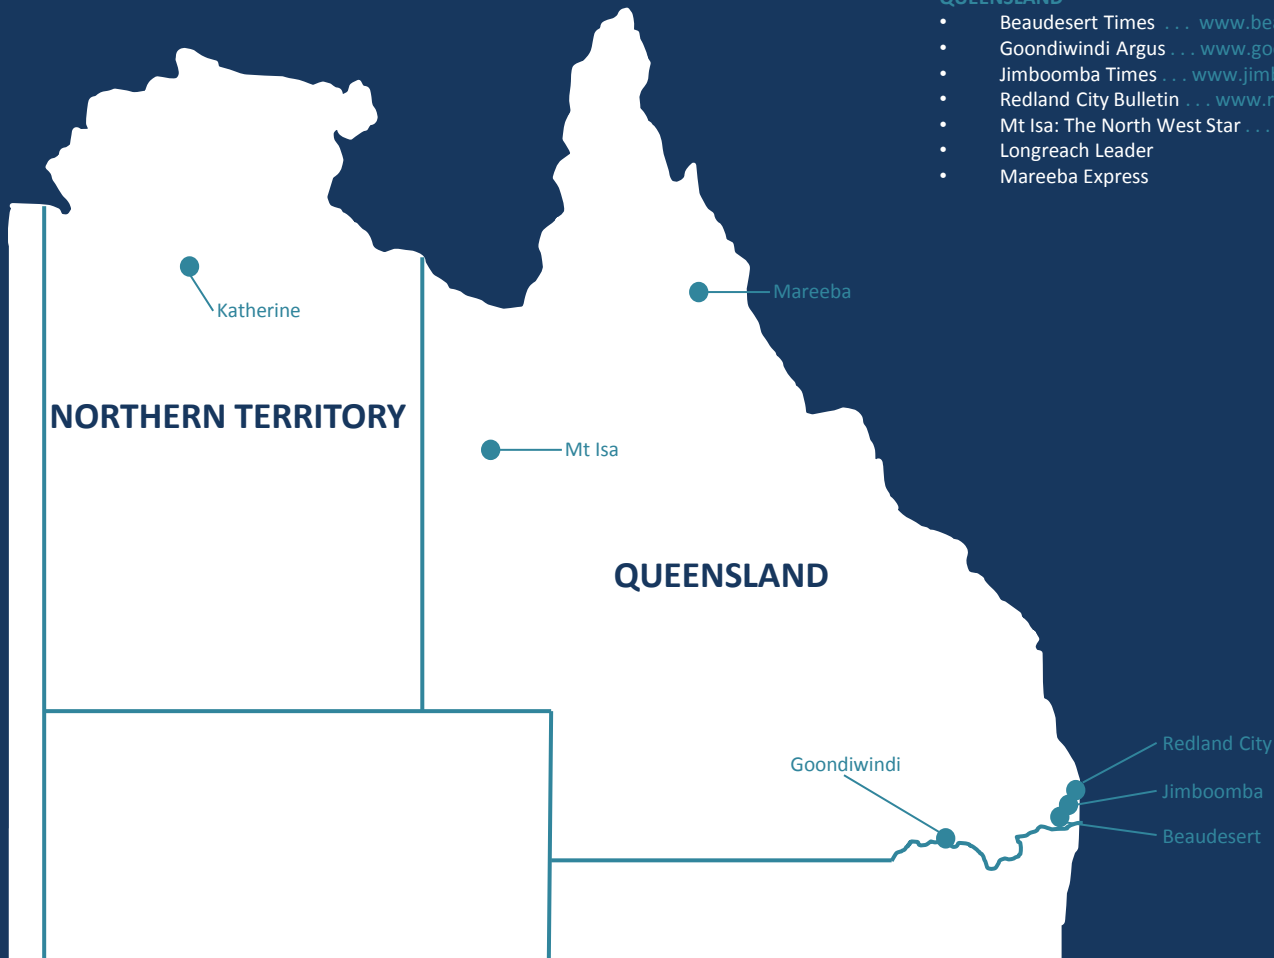 QUEENSLAND
• Beaudesert Times . . . www.be
• Goondiwindi Argus . . . www.go
• Jimboomba Times . . . www.jim
• Redland City Bulletin . . . www.r
• Mt Isa: The North West Star . . .
• Longreach Leader
• Mareeba Express
Katherine
Mareeba
NORTHERN TERRITORY
Mt Isa
QUEENSLAND
Redland City
Goondiwindi
Jimboomba
Beaudesert